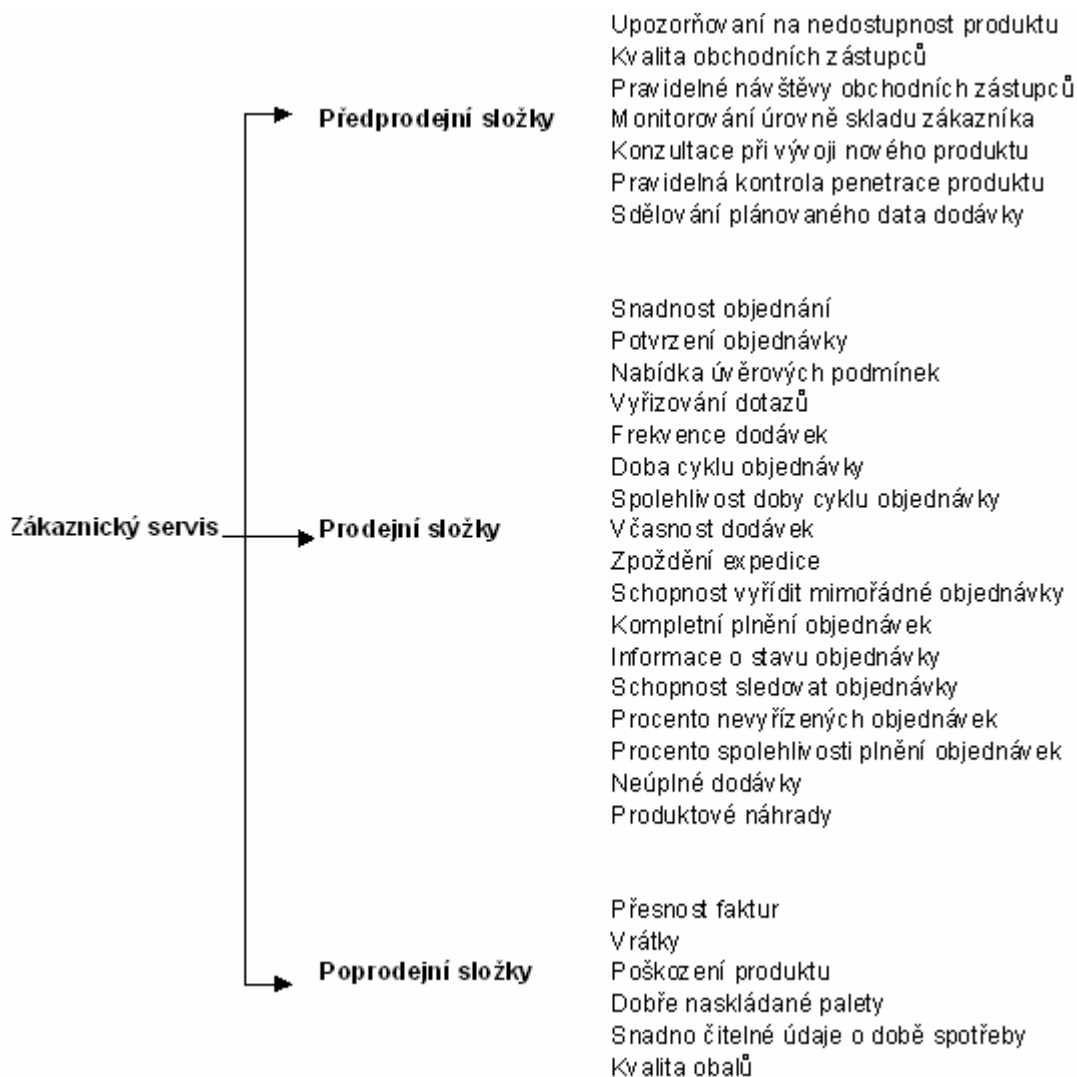 Upozorňovaní na nedostupnost produktu
Kvalita obchodních zástupců
Pravidelné návštěvy obchodních zástupců
Předprodejní složky
Monitorování úrovně skladu zákazníka
Konzultace při vývoji nového produktu
Pravidelná kontrola penetrace produktu
Sdělování plánovaného data dodávky
Snadnost objednání
Potvrzení objednávky
Nabídka úvěrových podmínek
Vyřizování dotazů
Frekvence dodávek
Doba cyklu objednávky
Spolehlivost doby cyklu objednávky
Zákaznický servis
Prodejní složky
Včasnost dodávek
Zpoždění expedice
Schopnost vyřídit mimořádné objednávky
Kompletní plnění objednávek
Informace o stavu objednávky
Schopnost sledovat objednávky
Procento nevyřízených objednávek
Procento spolehlivosti plnění objednávek
Neúplné dodávky
Produktové náhrady
Přesnost faktur
Vrátky
Poprodejní složky
Poškození produktu
Dobře naskládané palety
Snadno čitelné údaje o době spotřeby
Kvalita obalů